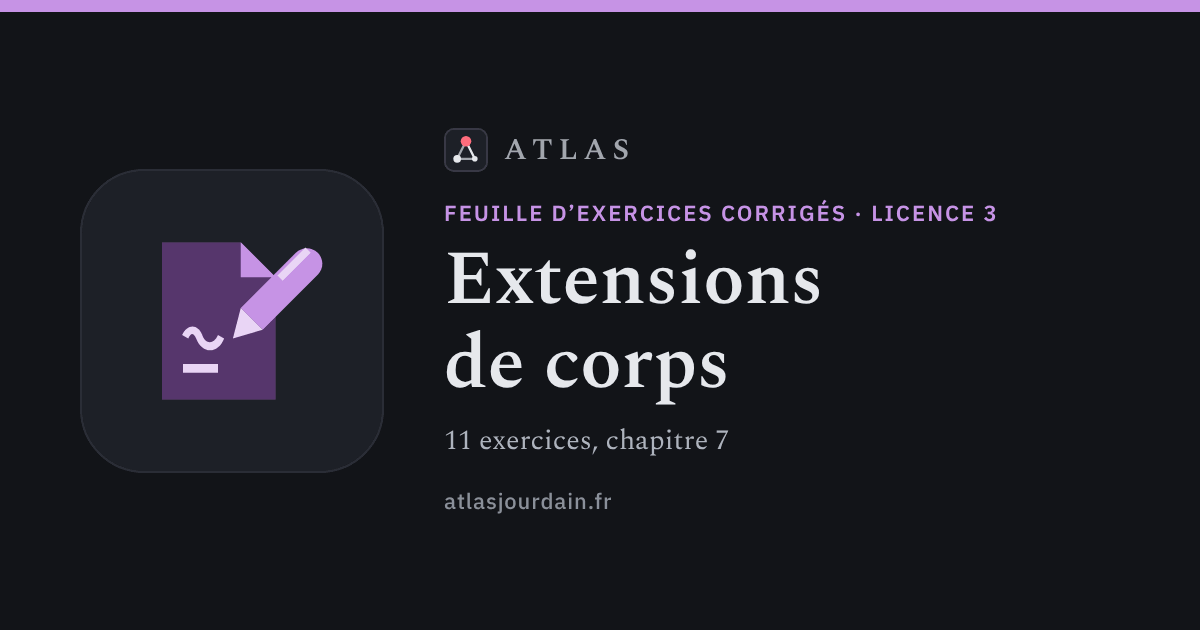 ATLAS
FEUILLE D’EXERCICES CORRIGÉS · LICENCE 3
Extensions
de corps
11 exercices, chapitre 7
atlasjourdain.fr